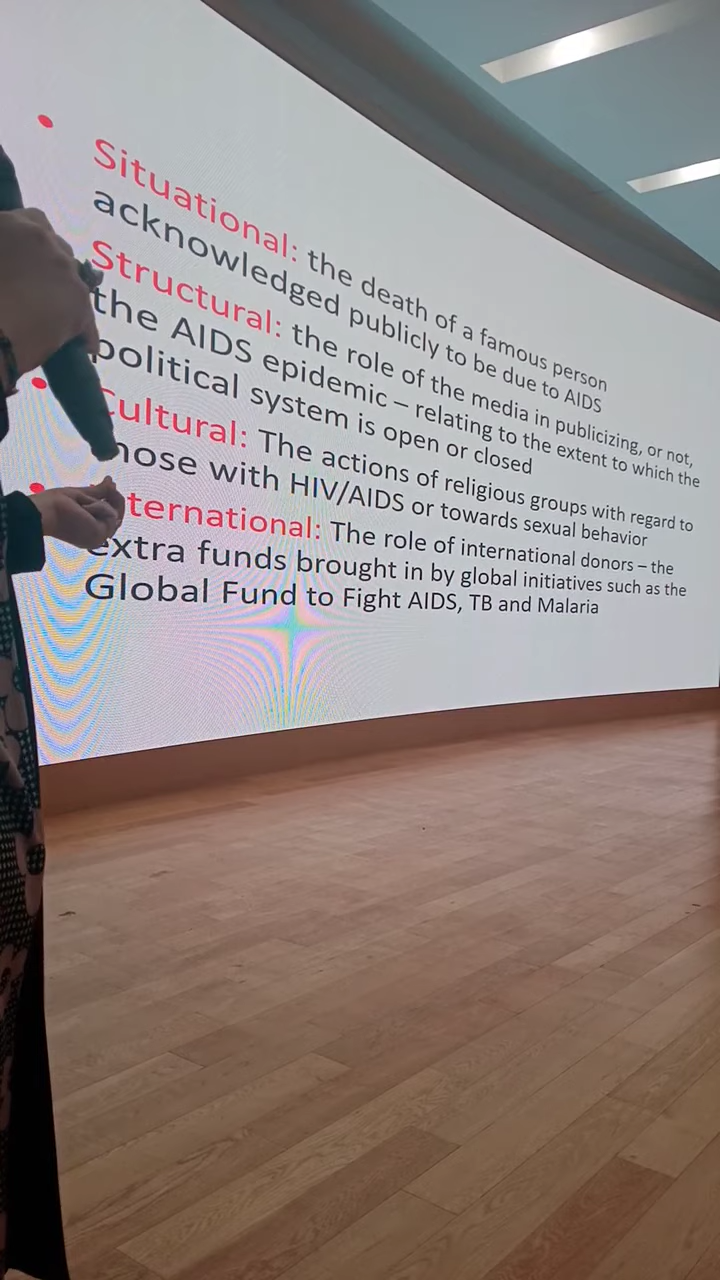 • Situational: the death of a famous person
acknowledged publicly to be due to AIDS
Structural: the role of the media in publicizing, or not,
the AIDS epidemic – relating to the extent to which the
political system is open or closed
• Cultural: The actions of religious groups with regard to
those with HIV/AIDS or towards sexual behavior
• International: The role of international donors – the
extra funds brought in by global initiatives such as the
Global Fund to Fight AIDS, TB and Malaria